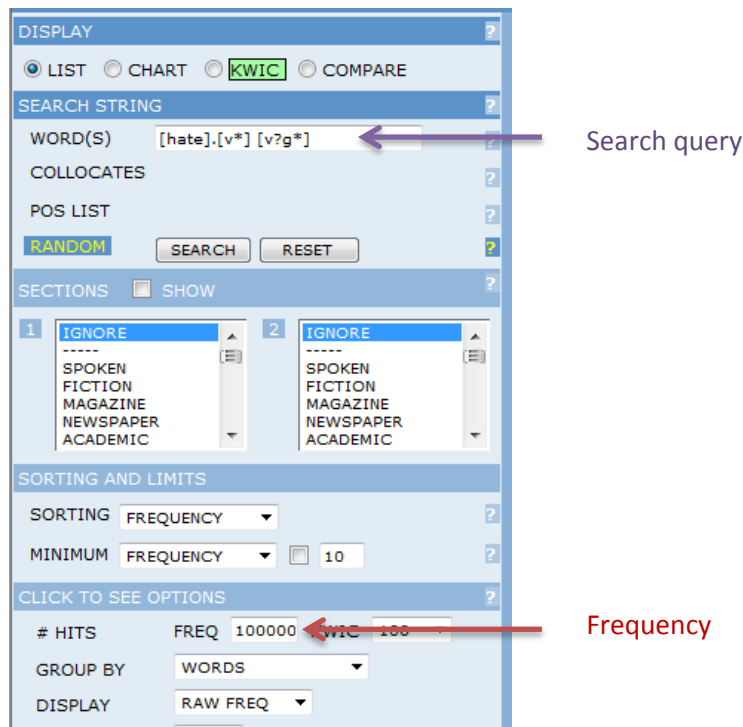 DISPLAY ?
LIST CHART KWIC COMPARE
SEARCH STRING ?
WORD(S) [hate].[v*] [v?g*] ? Search query
COLLOCATES ?
POS LIST ?
RANDOM SEARCH RESET ?
SECTIONS SHOW ?
1 IGNORE 2 IGNORE
----- -----
SPOKEN SPOKEN
FICTION FICTION
MAGAZINE MAGAZINE
NEWSPAPER NEWSPAPER
ACADEMIC ACADEMIC
SORTING AND LIMITS
SORTING FREQUENCY ?
MINIMUM FREQUENCY 10 ?
CLICK TO SEE OPTIONS ?
# HITS FREQ 100000 KWIC 100 Frequency
GROUP BY WORDS
DISPLAY RAW FREQ